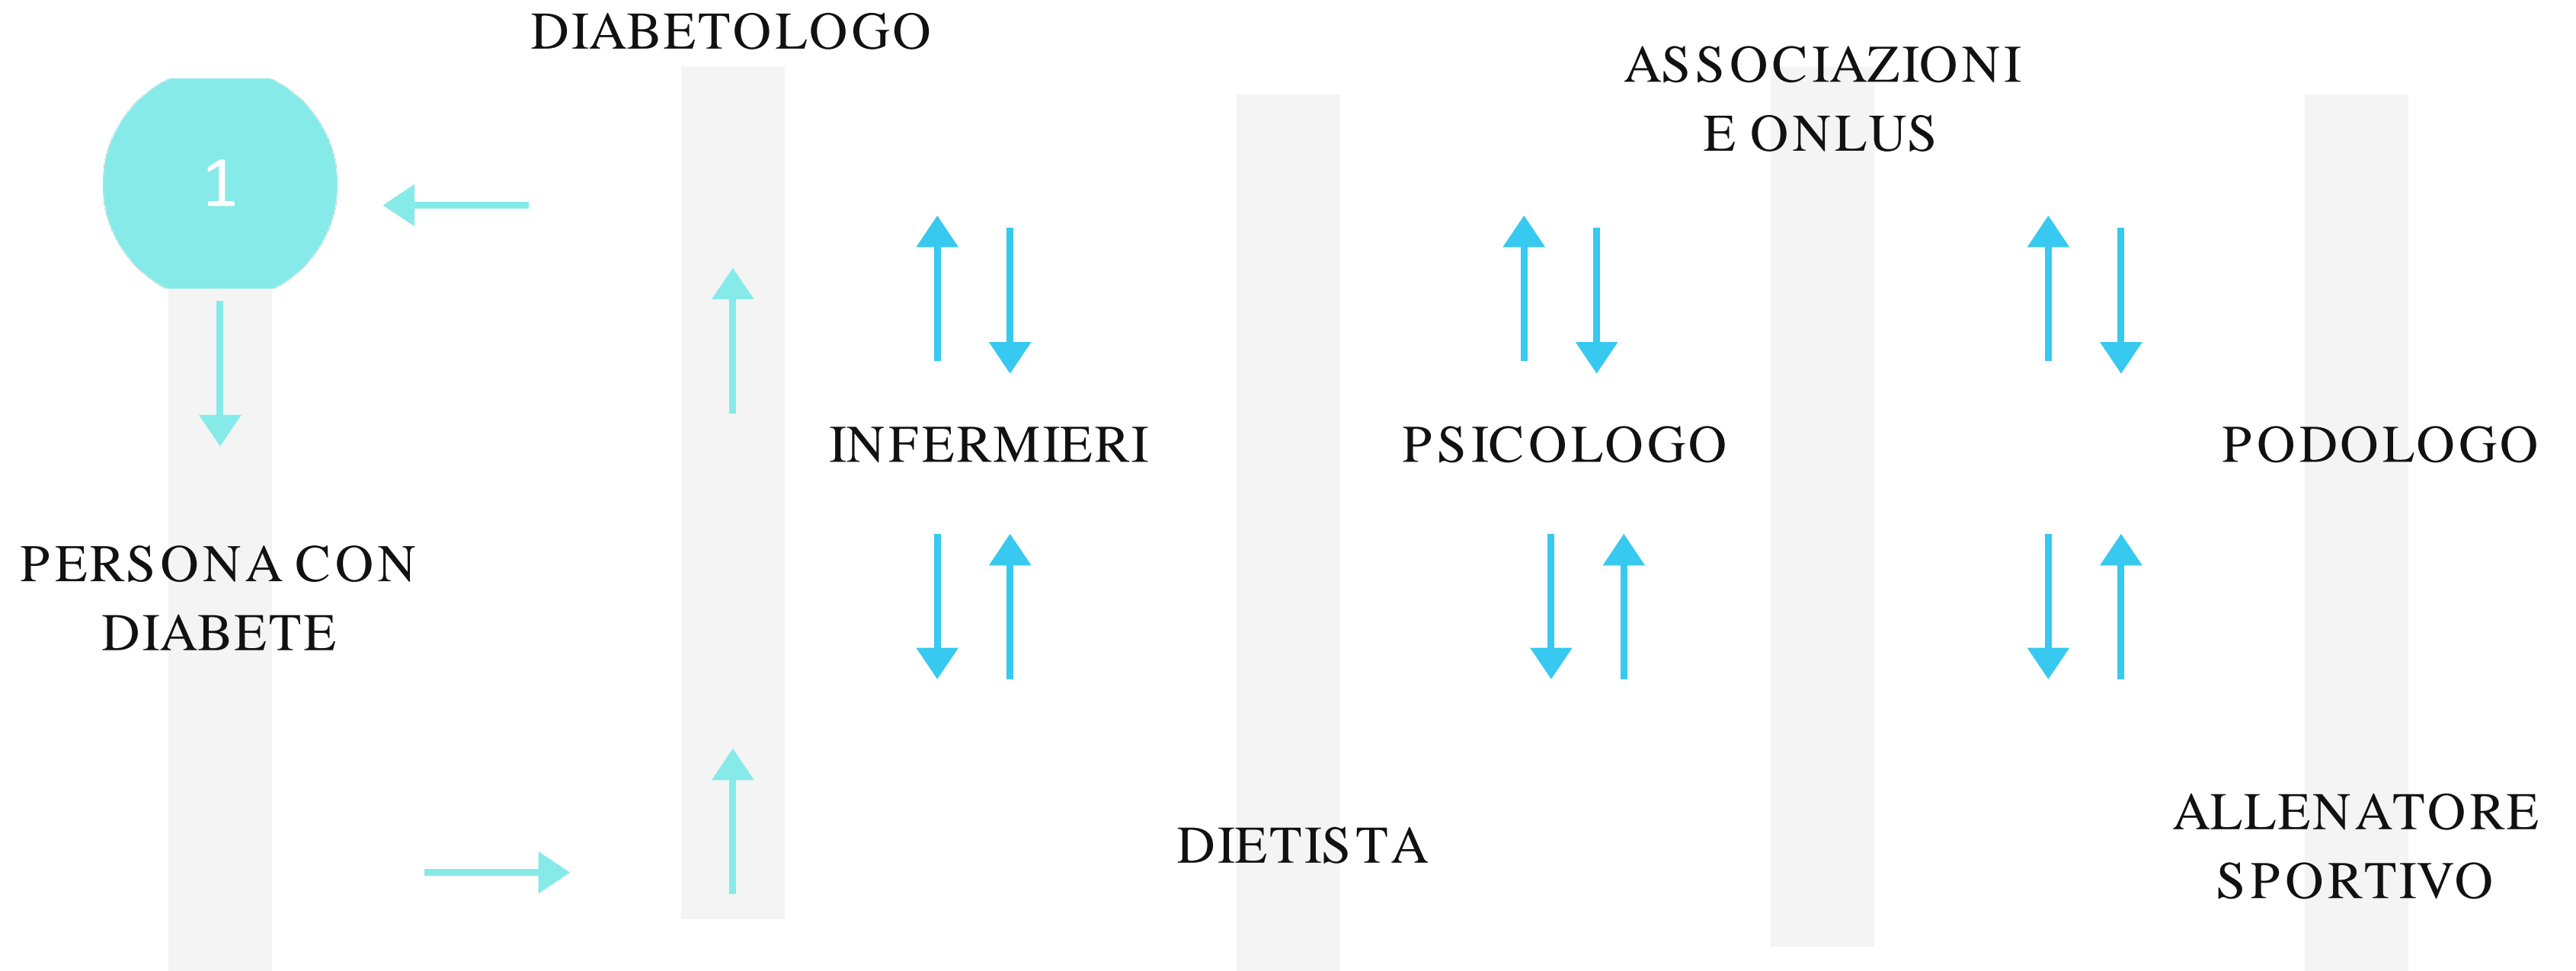 DIABETOLOGO
ASSOCIAZIONI
E ONLUS
1
INFERMIERI
PSICOLOGO
PODOLOGO
PERSONA CON
DIABETE
DIETISTA
ALLENATORE
SPORTIVO